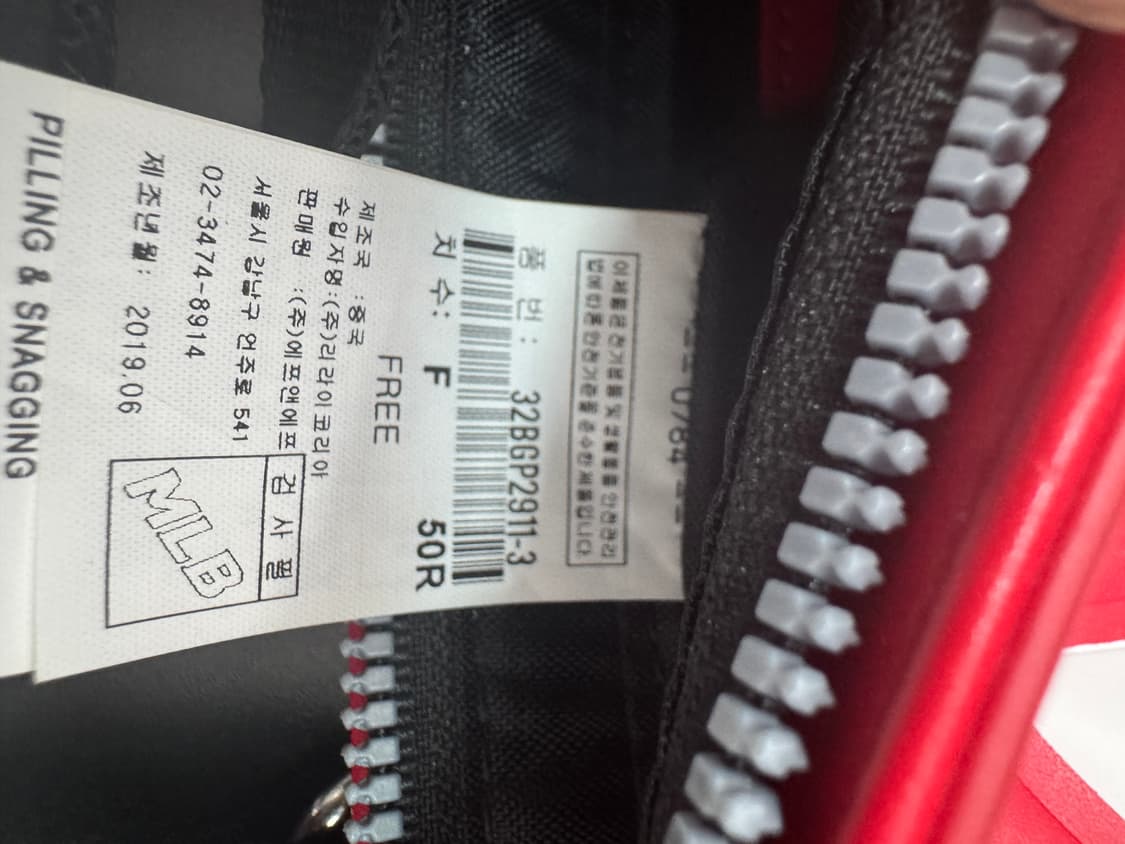 0784
이 제품은 전기용품 및 생활용품 안전관리
법에 따른 안전기준을 준수한 제품입니다.
품 번: 32BGP2911-3
치 수: F 50R
FREE
제조국 :중국
수입자명:(주)리라이코리아
판매원 :(주)에프앤에프
서울시 강남구 언주로 541
02-3474-8914
제조년월: 2019.06
검 사 필
MLB
PILLING & SNAGGING